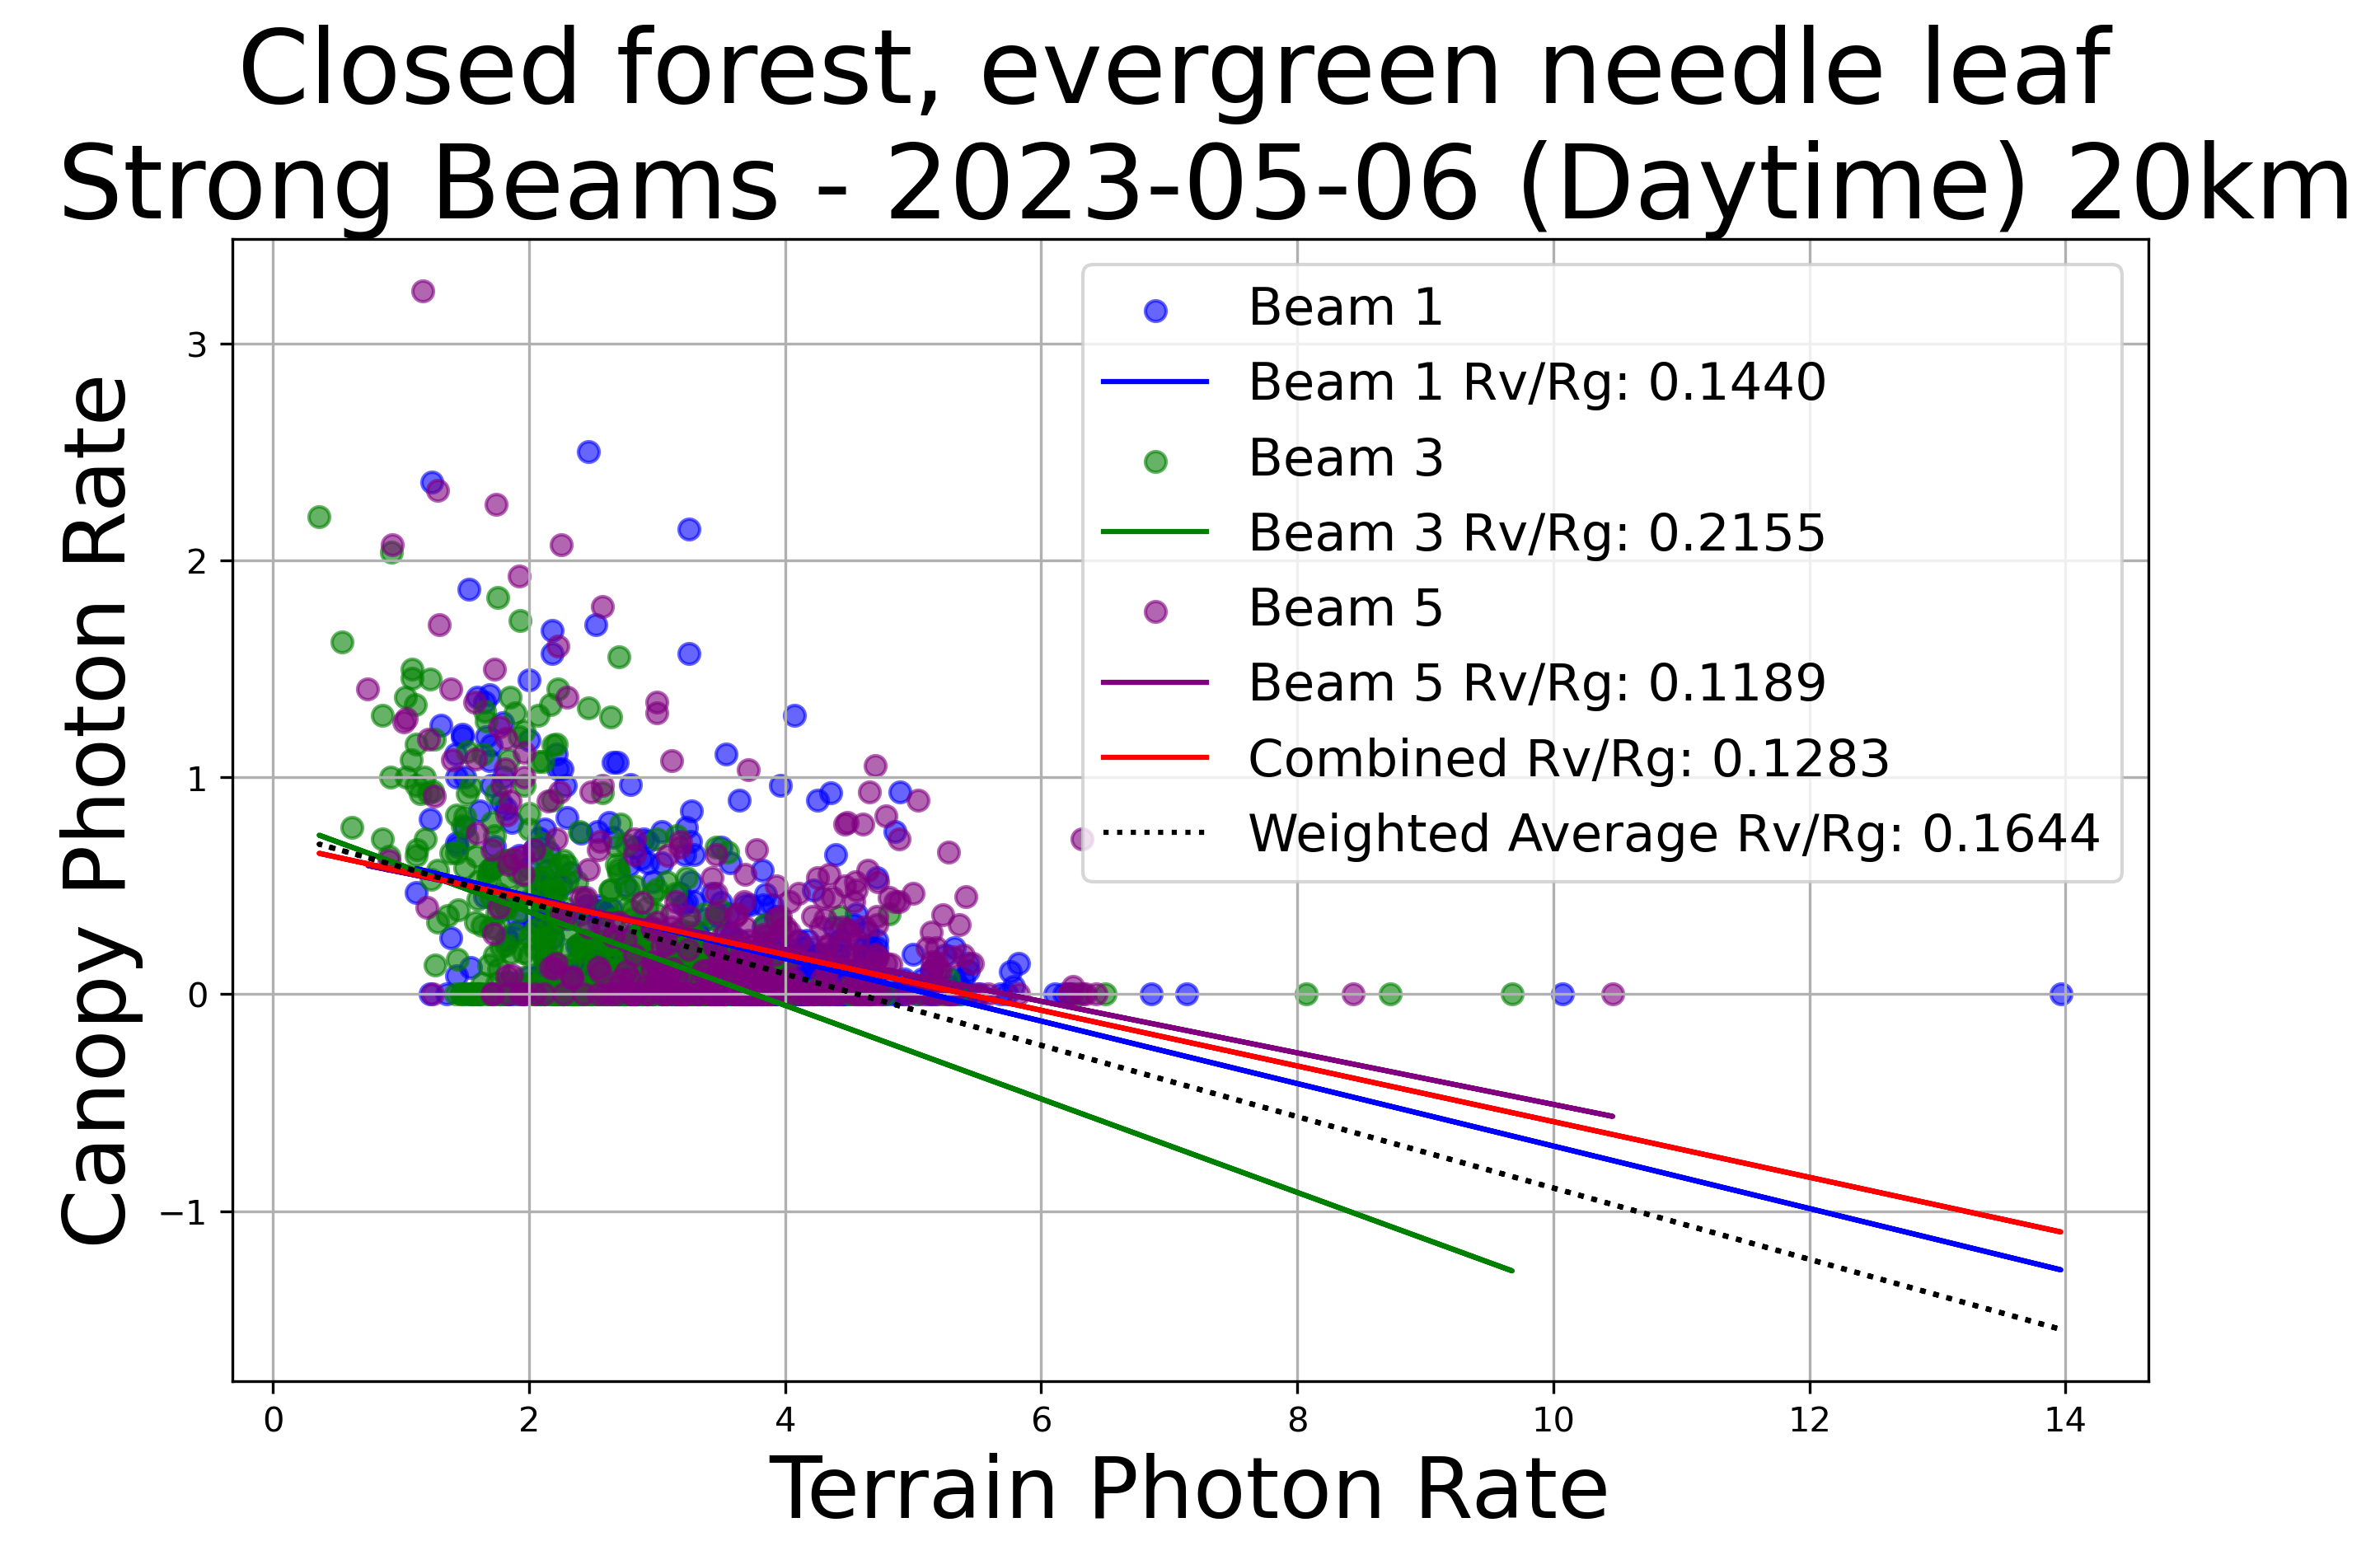 Closed forest, evergreen needle leaf
Strong Beams - 2023-05-06 (Daytime) 20km
Canopy Photon Rate
3
2
1
0
−1
Beam 1
Beam 1 Rv/Rg: 0.1440
Beam 3
Beam 3 Rv/Rg: 0.2155
Beam 5
Beam 5 Rv/Rg: 0.1189
Combined Rv/Rg: 0.1283
Weighted Average Rv/Rg: 0.1644
0 2 4 6 8 10 12 14
Terrain Photon Rate